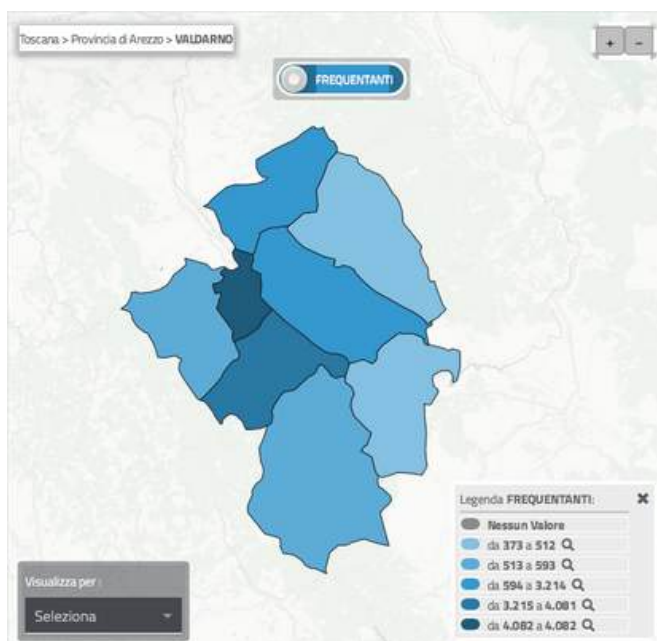 Toscana > Provincia di Arezzo > VALDARNO
+ -
FREQUENTANTI
Legenda FREQUENTANTI:
Nessun Valore
da 373 a 512
da 513 a 593
da 594 a 3.214
da 3.215 a 4.081
da 4.082 a 4.082
Visualizza per :
Seleziona